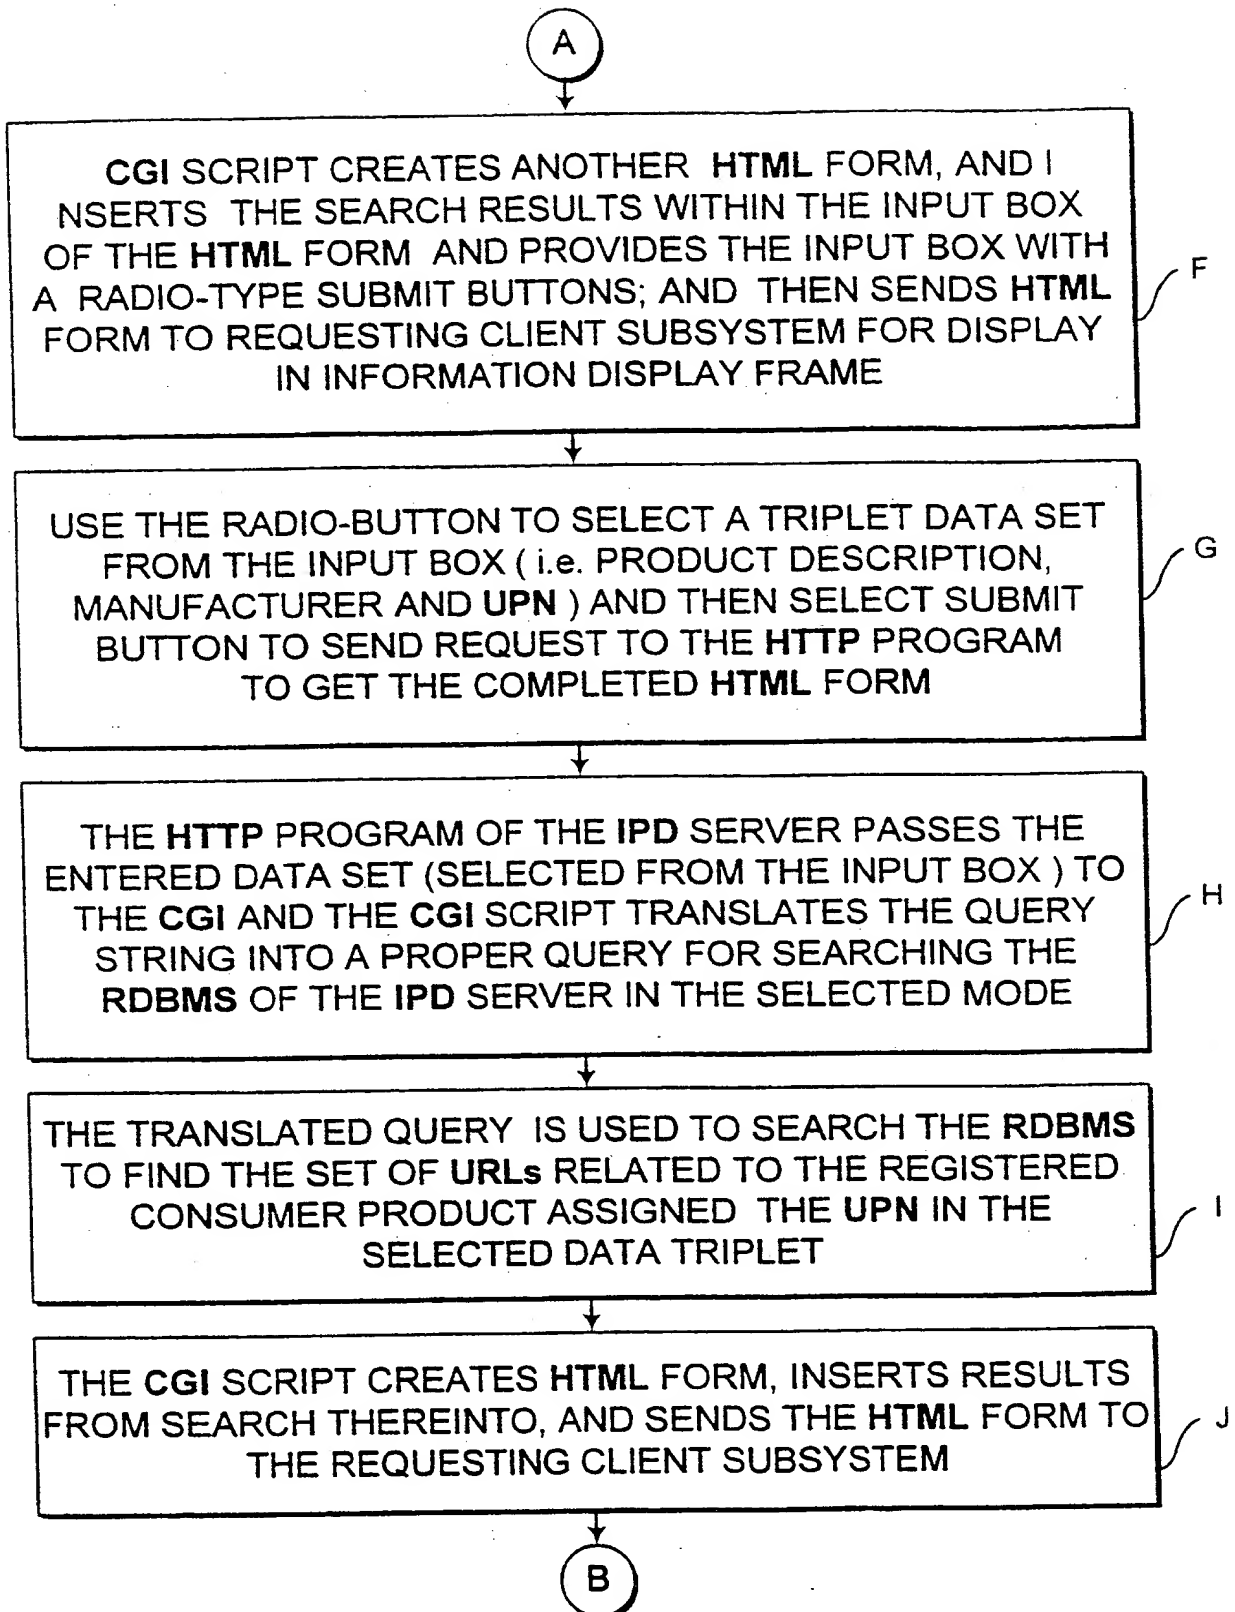 A
CGI SCRIPT CREATES ANOTHER HTML FORM, AND I
NSERTS THE SEARCH RESULTS WITHIN THE INPUT BOX
OF THE HTML FORM AND PROVIDES THE INPUT BOX WITH
A RADIO-TYPE SUBMIT BUTTONS; AND THEN SENDS HTML
FORM TO REQUESTING CLIENT SUBSYSTEM FOR DISPLAY
IN INFORMATION DISPLAY FRAME
F
USE THE RADIO-BUTTON TO SELECT A TRIPLET DATA SET
FROM THE INPUT BOX ( i.e. PRODUCT DESCRIPTION,
MANUFACTURER AND UPN ) AND THEN SELECT SUBMIT
BUTTON TO SEND REQUEST TO THE HTTP PROGRAM
TO GET THE COMPLETED HTML FORM
G
THE HTTP PROGRAM OF THE IPD SERVER PASSES THE
ENTERED DATA SET (SELECTED FROM THE INPUT BOX ) TO
THE CGI AND THE CGI SCRIPT TRANSLATES THE QUERY
STRING INTO A PROPER QUERY FOR SEARCHING THE
RDBMS OF THE IPD SERVER IN THE SELECTED MODE
H
THE TRANSLATED QUERY IS USED TO SEARCH THE RDBMS
TO FIND THE SET OF URLs RELATED TO THE REGISTERED
CONSUMER PRODUCT ASSIGNED THE UPN IN THE
SELECTED DATA TRIPLET
I
THE CGI SCRIPT CREATES HTML FORM, INSERTS RESULTS
FROM SEARCH THEREINTO, AND SENDS THE HTML FORM TO
THE REQUESTING CLIENT SUBSYSTEM
J
B